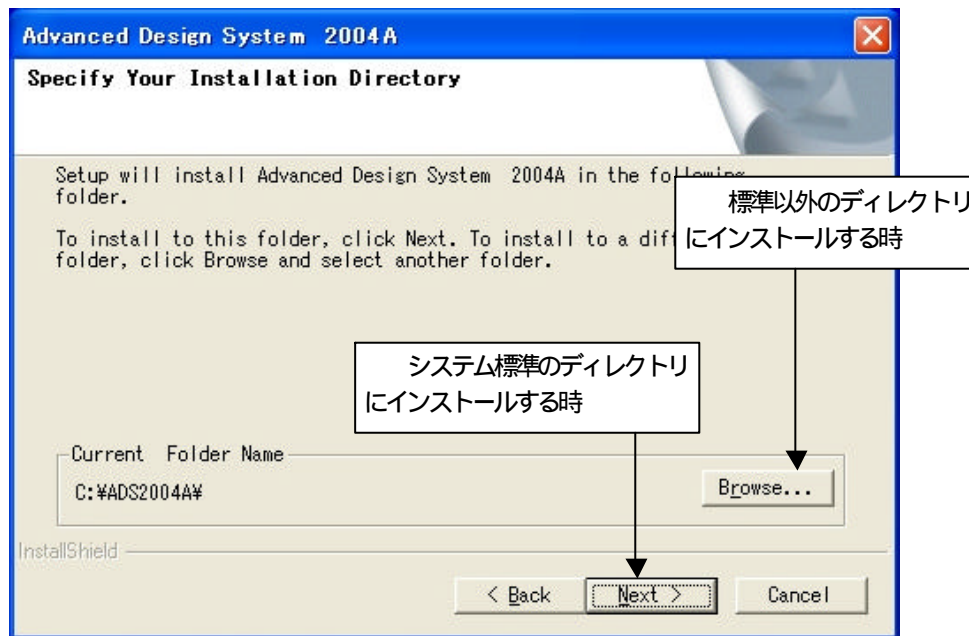 Advanced Design System 2004A
Specify Your Installation Directory
Setup will install Advanced Design System 2004A in the following
folder.
標準以外のディレクトリ
にインストールする時
To install to this folder, click Next. To install to a diff
folder, click Browse and select another folder.
システム標準のディレクトリ
にインストールする時
Current Folder Name
C:¥ADS2004A¥
Browse...
InstallShield
< Back
Next >
Cancel